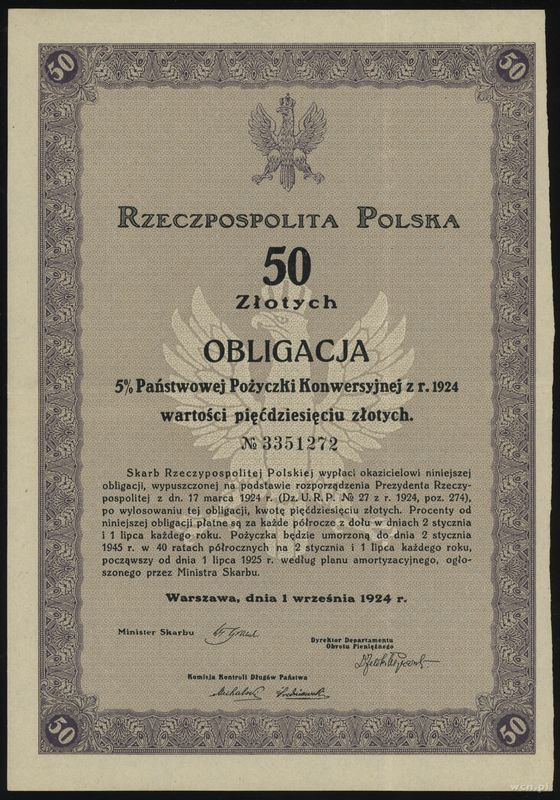 50 50
RZECZPOSPOLITA POLSKA
50
Złotych
OBLIGACJA
5% Państwowej Pożyczki Konwersyjnej z r. 1924
wartości pięćdziesięciu złotych.
№ 3351272
Skarb Rzeczypospolitej Polskiej wypłaci okazicielowi niniejszej
obligacji, wypuszczonej na podstawie rozporządzenia Prezydenta Rzeczy-
pospolitej z dn. 17 marca 1924 r. (Dz. U. R. P. № 27 z r. 1924, poz. 274),
po wylosowaniu tej obligacji, kwotę pięćdziesięciu złotych. Procenty od
niniejszej obligacji płatne są za każde półrocze z dołu w dniach 2 stycznia
i 1 lipca każdego roku. Pożyczka będzie umorzoną do dnia 2 stycznia
1945 r. w 40 ratach półrocznych na 2 stycznia i 1 lipca każdego roku,
począwszy od dnia 1 lipca 1925 r. według planu amortyzacyjnego, ogło-
szonego przez Ministra Skarbu.
Warszawa, dnia 1 września 1924 r.
Minister Skarbu
Dyrektor Departamentu
Obrotu Pieniężnego
Komisja Kontroli Długów Państwa
50 50
wcn.pl